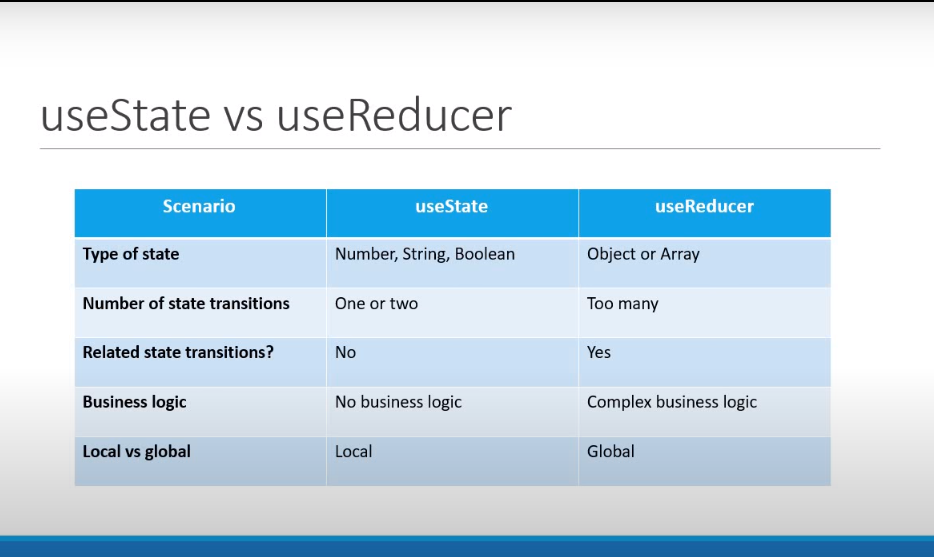 useState vs useReducer
Scenario useState useReducer
Type of state Number, String, Boolean Object or Array
Number of state transitions One or two Too many
Related state transitions? No Yes
Business logic No business logic Complex business logic
Local vs global Local Global